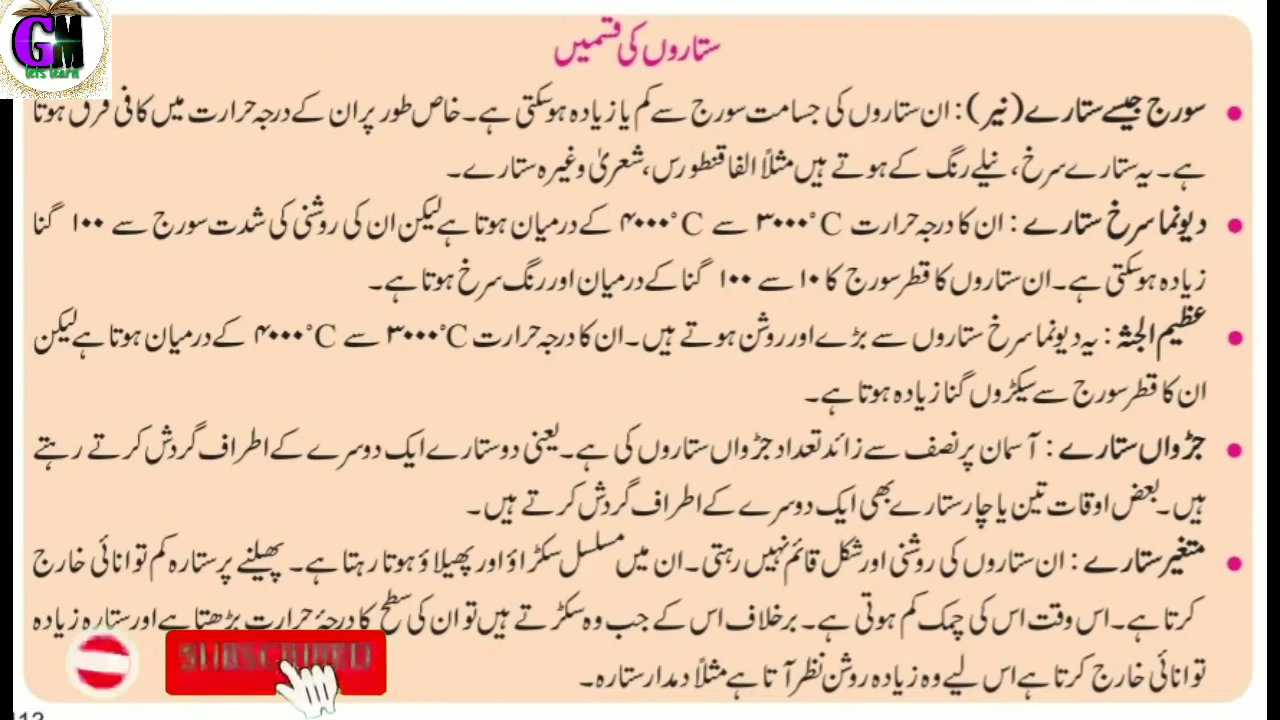 GM
lets learn
ستاروں کی قسمیں
• سورج جیسے ستارے (نیر) : ان ستاروں کی جسامت سورج سے کم یا زیادہ ہوسکتی ہے۔ خاص طور پر ان کے درجہ حرارت میں کافی فرق ہوتا
ہے۔ یہ ستارے سرخ، نیلے رنگ کے ہوتے ہیں مثلاً الفا قنطورس، شعریٰ وغیرہ ستارے۔
• دیونما سرخ ستارے : ان کا درجہ حرارت ۳۰۰۰°C سے ۴۰۰۰°C کے درمیان ہوتا ہے لیکن ان کی روشنی کی شدت سورج سے ۱۰۰ گنا
زیادہ ہوسکتی ہے۔ ان ستاروں کا قطر سورج کا ۱۰ سے ۱۰۰ گنا کے درمیان اور رنگ سرخ ہوتا ہے۔
• عظیم الجثہ : یہ دیونما سرخ ستاروں سے بڑے اور روشن ہوتے ہیں۔ ان کا درجہ حرارت ۳۰۰۰°C سے ۴۰۰۰°C کے درمیان ہوتا ہے لیکن
ان کا قطر سورج سے سیکڑوں گنا زیادہ ہوتا ہے۔
• جڑواں ستارے : آسمان پر نصف سے زائد تعداد جڑواں ستاروں کی ہے۔ یعنی دو ستارے ایک دوسرے کے اطراف گردش کرتے رہتے
ہیں۔ بعض اوقات تین یا چار ستارے بھی ایک دوسرے کے اطراف گردش کرتے ہیں۔
• متغیر ستارے : ان ستاروں کی روشنی اور شکل قائم نہیں رہتی۔ ان میں مسلسل سکڑاؤ اور پھیلاؤ ہوتا رہتا ہے۔ پھیلنے پر ستارہ کم توانائی خارج
کرتا ہے۔ اس وقت اس کی چمک کم ہوتی ہے۔ برخلاف اس کے جب وہ سکڑتے ہیں تو ان کی سطح کا درجۂ حرارت بڑھتا ہے اور ستارہ زیادہ
توانائی خارج کرتا ہے اس لیے وہ زیادہ روشن نظر آتا ہے مثلاً دمدار ستارہ۔